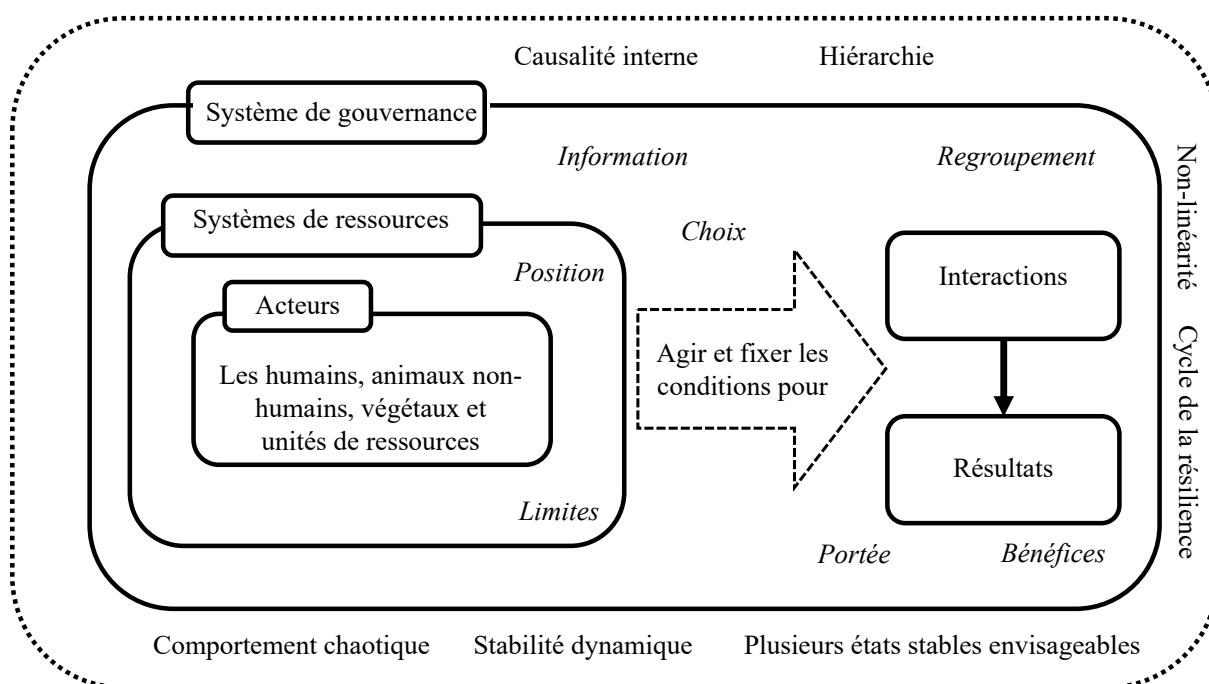 Causalité interne
Hiérarchie
Système de gouvernance
Information
Regroupement
Systèmes de ressources
Choix
Position
Interactions
Acteurs
Agir et fixer les
conditions pour
Les humains, animaux non-
humains, végétaux et
unités de ressources
Résultats
Limites
Portée
Bénéfices
Non-linéarité
Cycle de la résilience
Comportement chaotique
Stabilité dynamique
Plusieurs états stables envisageables